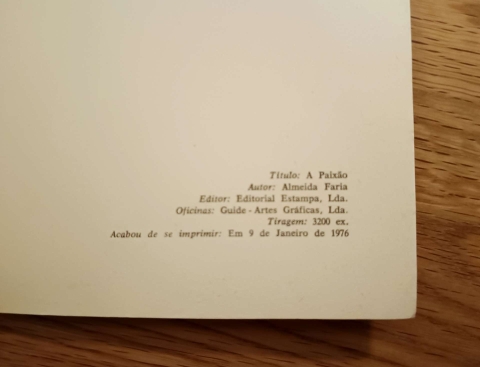 Título: A Paixão
Autor: Almeida Faria
Editor: Editorial Estampa, Lda.
Oficinas: Guide - Artes Gráficas, Lda.
Tiragem: 3200 ex.
Acabou de se imprimir: Em 9 de Janeiro de 1976